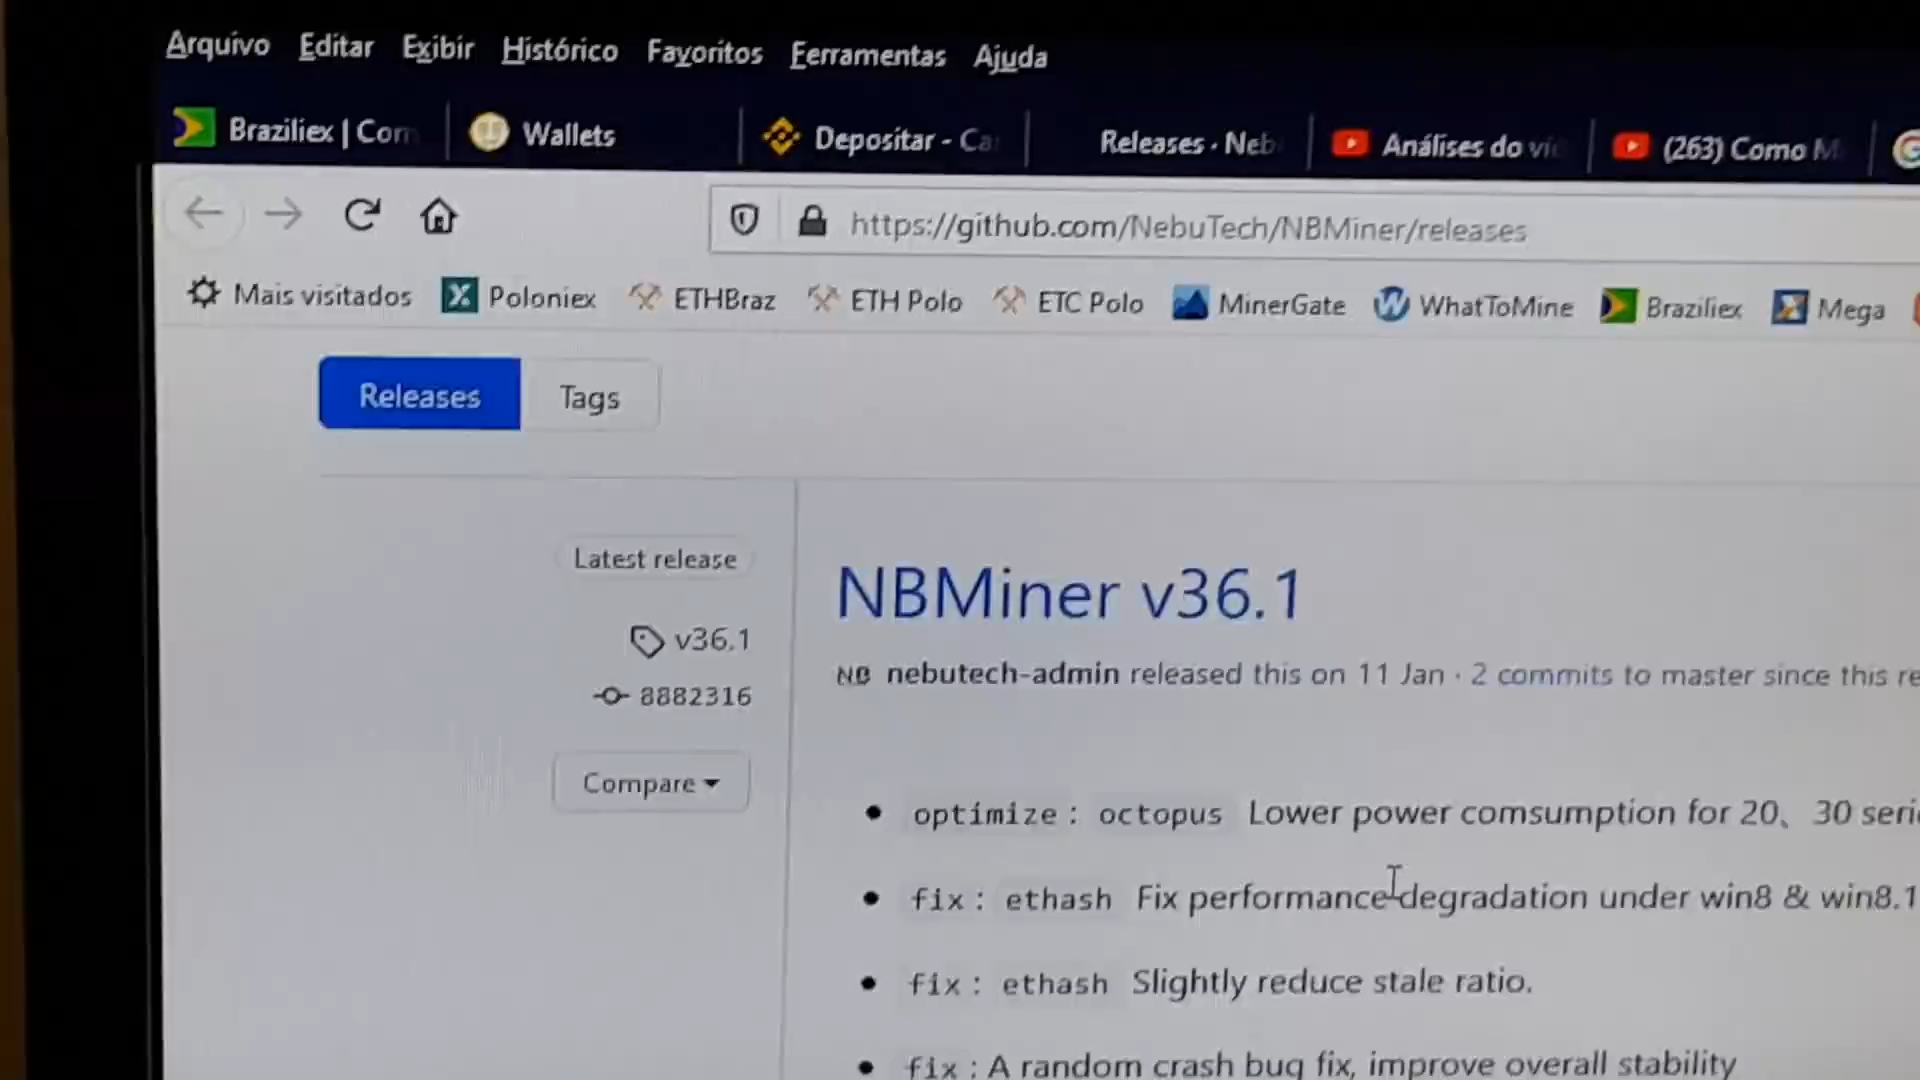 Arquivo Editar Exibir Histórico Favoritos Ferramentas Ajuda
Braziliex | Com Wallets Depositar - Ca Releases · Neb Análises do ví (263) Como M
https://github.com/NebuTech/NBMiner/releases
Mais visitados Poloniex ETHBraz ETH Polo ETC Polo MinerGate WhatToMine Braziliex Mega
Releases Tags
Latest release
v36.1
8882316
Compare
NBMiner v36.1
NB nebutech-admin released this on 11 Jan · 2 commits to master since this re
optimize : octopus Lower power comsumption for 20、30 seri
fix : ethash Fix performance degradation under win8 & win8.1
fix : ethash Slightly reduce stale ratio.
fix : A random crash bug fix, improve overall stability